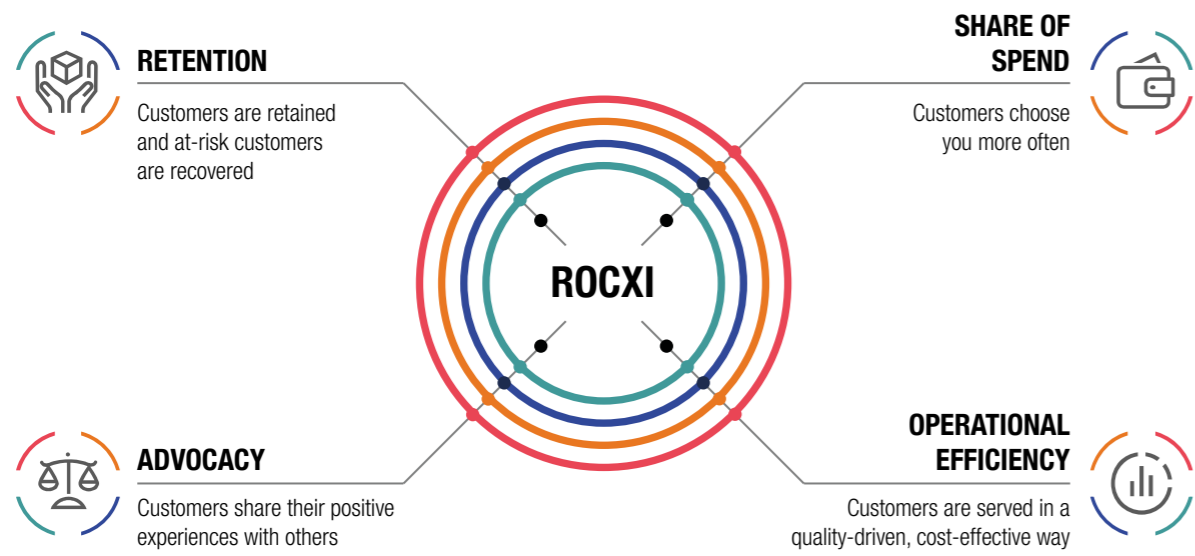 RETENTION
Customers are retained
and at-risk customers
are recovered
SHARE OF
SPEND
Customers choose
you more often
ROCXI
ADVOCACY
Customers share their positive
experiences with others
OPERATIONAL
EFFICIENCY
Customers are served in a
quality-driven, cost-effective way